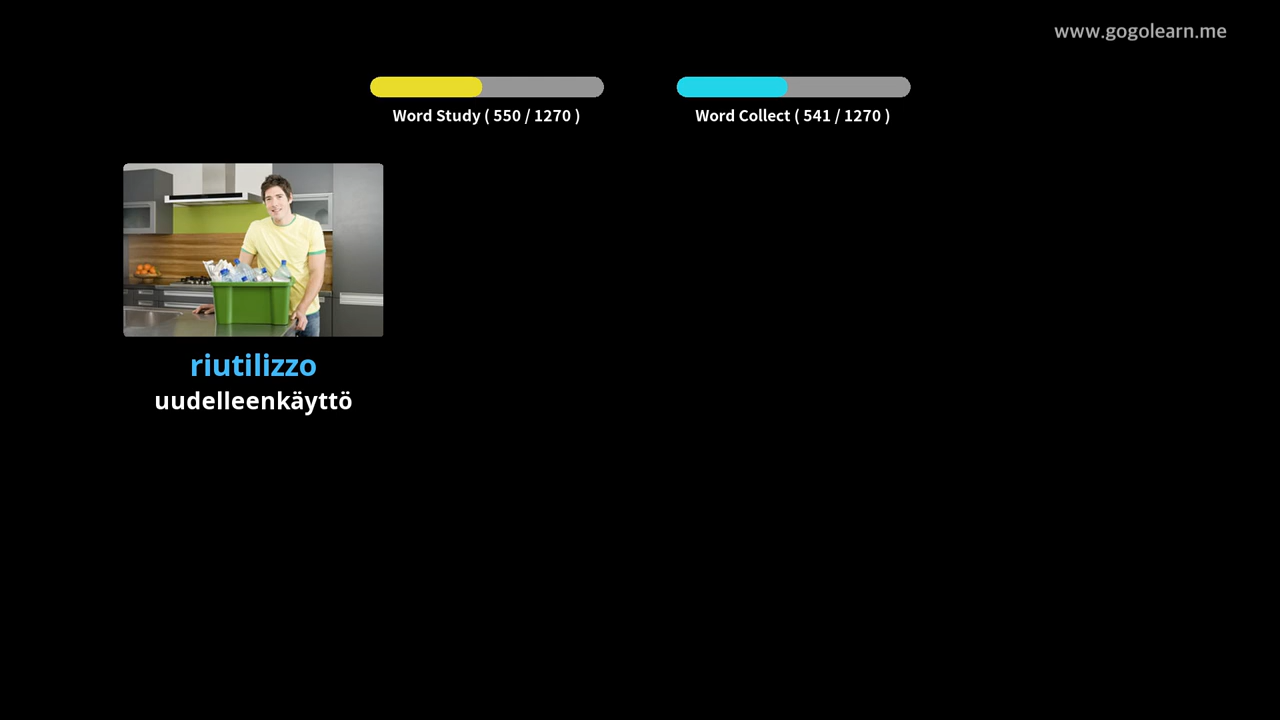 www.gogolearn.me
Word Study ( 550 / 1270 )
Word Collect ( 541 / 1270 )
riutilizzo
uudelleenkäyttö